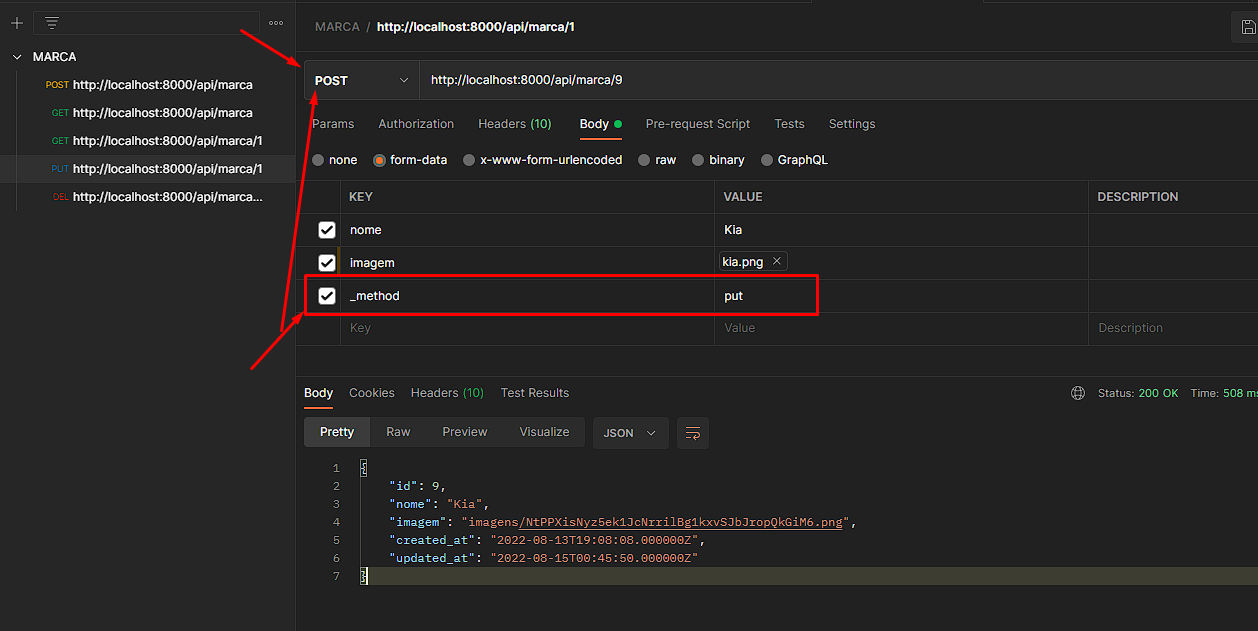 MARCA / http://localhost:8000/api/marca/1
MARCA
POST http://localhost:8000/api/marca
GET http://localhost:8000/api/marca
GET http://localhost:8000/api/marca/1
PUT http://localhost:8000/api/marca/1
DEL http://localhost:8000/api/marca...
POST http://localhost:8000/api/marca/9
Params Authorization Headers (10) Body Pre-request Script Tests Settings
none form-data x-www-form-urlencoded raw binary GraphQL
KEY VALUE DESCRIPTION
nome Kia
imagem kia.png
_method put
Key Value Description
Body Cookies Headers (10) Test Results Status: 200 OK Time: 508 ms
Pretty Raw Preview Visualize JSON
1 {
2 "id": 9,
3 "nome": "Kia",
4 "imagem": "imagens/NtPPXisNyz5ek1JcNrrilBg1kxvSJbJropQkGiM6.png",
5 "created_at": "2022-08-13T19:08:08.000000Z",
6 "updated_at": "2022-08-15T00:45:50.000000Z"
7 }